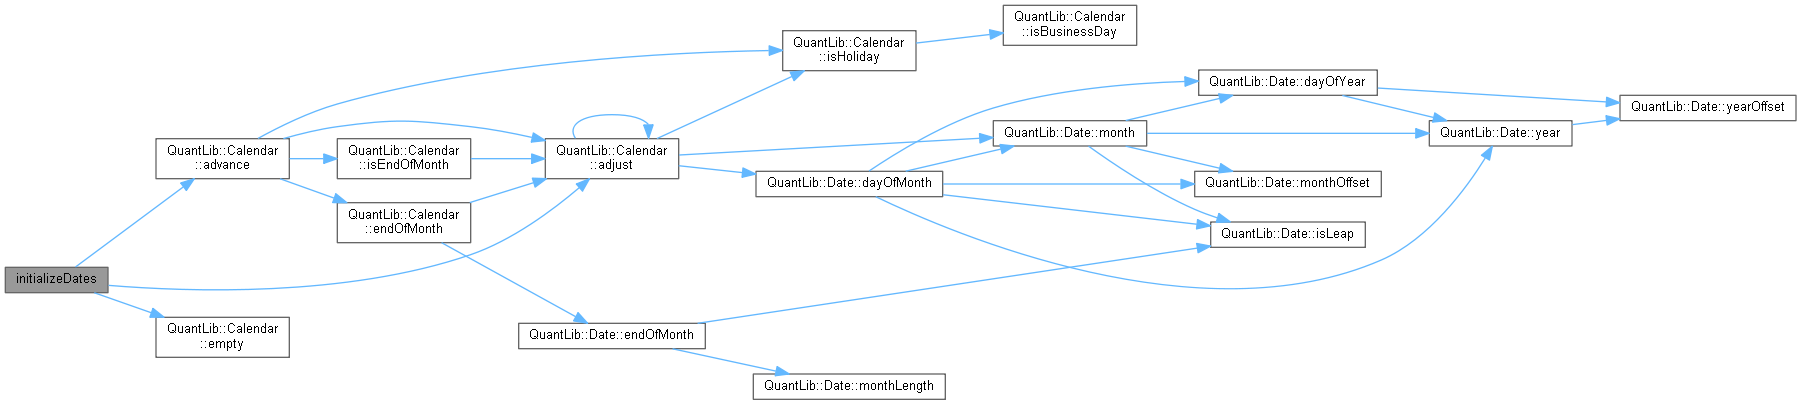 QuantLib::Calendar
::isBusinessDay
QuantLib::Calendar
::isHoliday
QuantLib::Date::dayOfYear
QuantLib::Date::yearOffset
QuantLib::Date::month
QuantLib::Date::year
QuantLib::Calendar
::advance
QuantLib::Calendar
::isEndOfMonth
QuantLib::Calendar
::adjust
QuantLib::Date::dayOfMonth
QuantLib::Date::monthOffset
QuantLib::Calendar
::endOfMonth
QuantLib::Date::isLeap
initializeDates
QuantLib::Calendar
::empty
QuantLib::Date::endOfMonth
QuantLib::Date::monthLength